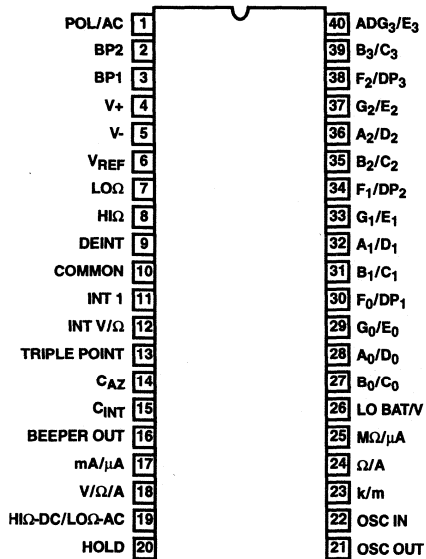 POL/AC 1 40 ADG3/E3
BP2 2 39 B3/C3
BP1 3 38 F2/DP3
V+ 4 37 G2/E2
V- 5 36 A2/D2
VREF 6 35 B2/C2
LOΩ 7 34 F1/DP2
HIΩ 8 33 G1/E1
DEINT 9 32 A1/D1
COMMON 10 31 B1/C1
INT 1 11 30 F0/DP1
INT V/Ω 12 29 G0/E0
TRIPLE POINT 13 28 A0/D0
CAZ 14 27 B0/C0
CINT 15 26 LO BAT/V
BEEPER OUT 16 25 MΩ/µA
mA/µA 17 24 Ω/A
V/Ω/A 18 23 k/m
HIΩ-DC/LOΩ-AC 19 22 OSC IN
HOLD 20 21 OSC OUT